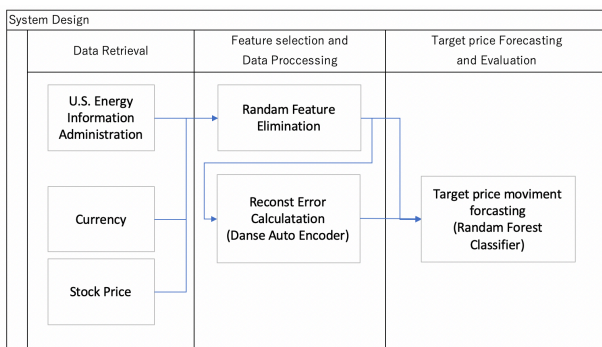 System Design
Data Retrieval
Feature selection and
Data Proccessing
Target price Forecasting
and Evaluation
U.S. Energy
Information
Administration
Randam Feature
Elimination
Currency
Reconst Error
Calculatation
(Danse Auto Encoder)
Target price moviment
forcasting
(Randam Forest
Classifier)
Stock Price